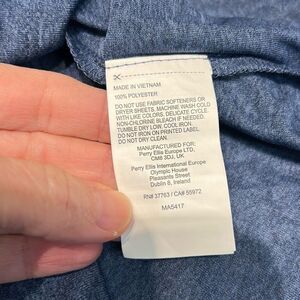 MADE IN VIETNAM
100% POLYESTER
DO NOT USE FABRIC SOFTENERS OR
DRYER SHEETS. MACHINE WASH COLD
WITH LIKE COLORS. DELICATE CYCLE.
NON-CHLORINE BLEACH IF NEEDED.
TUMBLE DRY LOW. COOL IRON.
DO NOT IRON ON PRINTED LABEL.
DO NOT DRY CLEAN.
MANUFACTURED FOR:
Perry Ellis Europe LTD.
CM8 3DJ, UK.
Perry Ellis International Europe
Olympic House
Pleasants Street
Dublin 8, Ireland
RN# 37763 / CA# 55972
MA5417